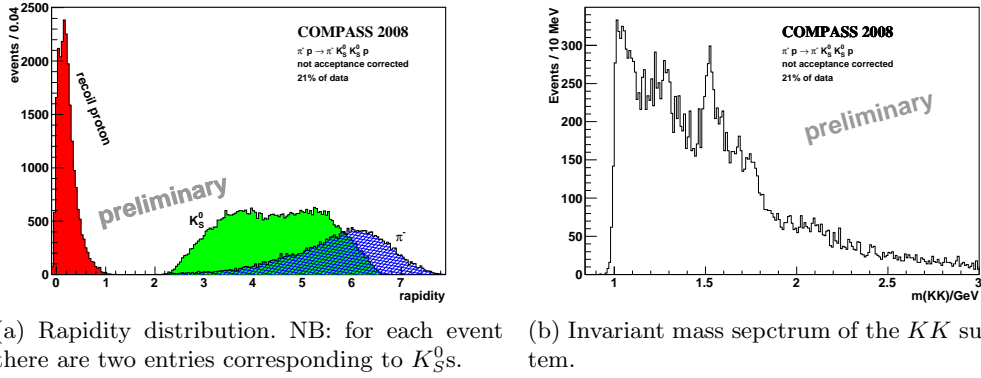 events / 0.04
2500
2000
1500
1000
500
0
0 1 2 3 4 5 6 7
rapidity
COMPASS 2008
π⁻ p → π⁻ K⁰S K⁰S p
not acceptance corrected
21% of data
recoil proton
preliminary
K⁰S
π⁻
Events / 10 MeV
300
250
200
150
100
50
0
1 1.5 2 2.5 3
m(KK)/GeV
COMPASS 2008
π⁻ p → π⁻ K⁰S K⁰S p
not acceptance corrected
21% of data
preliminary
a) Rapidity distribution. NB: for each event
there are two entries corresponding to K⁰Ss.
(b) Invariant mass sepctrum of the KK su
tem.